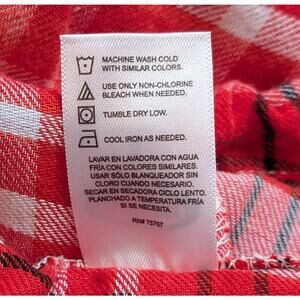 MACHINE WASH COLD
WITH SIMILAR COLORS.
USE ONLY NON-CHLORINE
BLEACH WHEN NEEDED.
TUMBLE DRY LOW.
COOL IRON AS NEEDED.
LAVAR EN LAVADORA CON AGUA
FRÍA CON COLORES SIMILARES.
USAR SÓLO BLANQUEADOR SIN
CLORO CUANDO NECESARIO.
SECAR EN SECADORA CICLO LENTO.
PLANCHADO A TEMPERATURA FRÍA
SI SE NECESITA.
RN# 75767